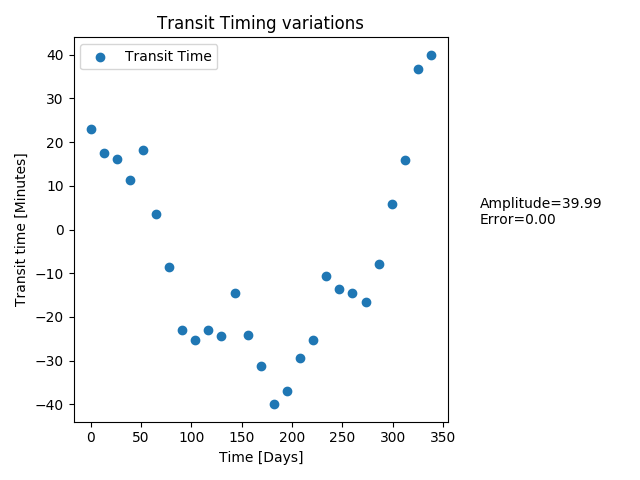 Transit Timing variations
Transit Time
40
30
20
10
0
−10
−20
−30
−40
Transit time [Minutes]
0 50 100 150 200 250 300 350
Time [Days]
Amplitude=39.99
Error=0.00